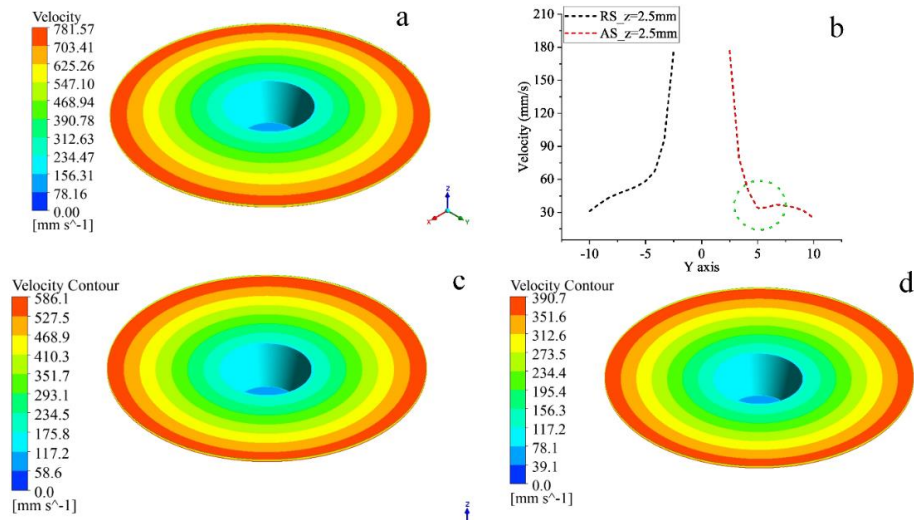 a
Velocity
781.57
703.41
625.26
547.10
468.94
390.78
312.63
234.47
156.31
78.16
0.00
[mm s^-1]
Z
X
Y
b
RS_z=2.5mm
AS_z=2.5mm
Velocity (mm/s)
210
180
150
120
90
60
30
-10
-5
0
5
10
Y axis
c
Velocity Contour
586.1
527.5
468.9
410.3
351.7
293.1
234.5
175.8
117.2
58.6
0.0
[mm s^-1]
Z
d
Velocity Contour
390.7
351.6
312.6
273.5
234.4
195.4
156.3
117.2
78.1
39.1
0.0
[mm s^-1]